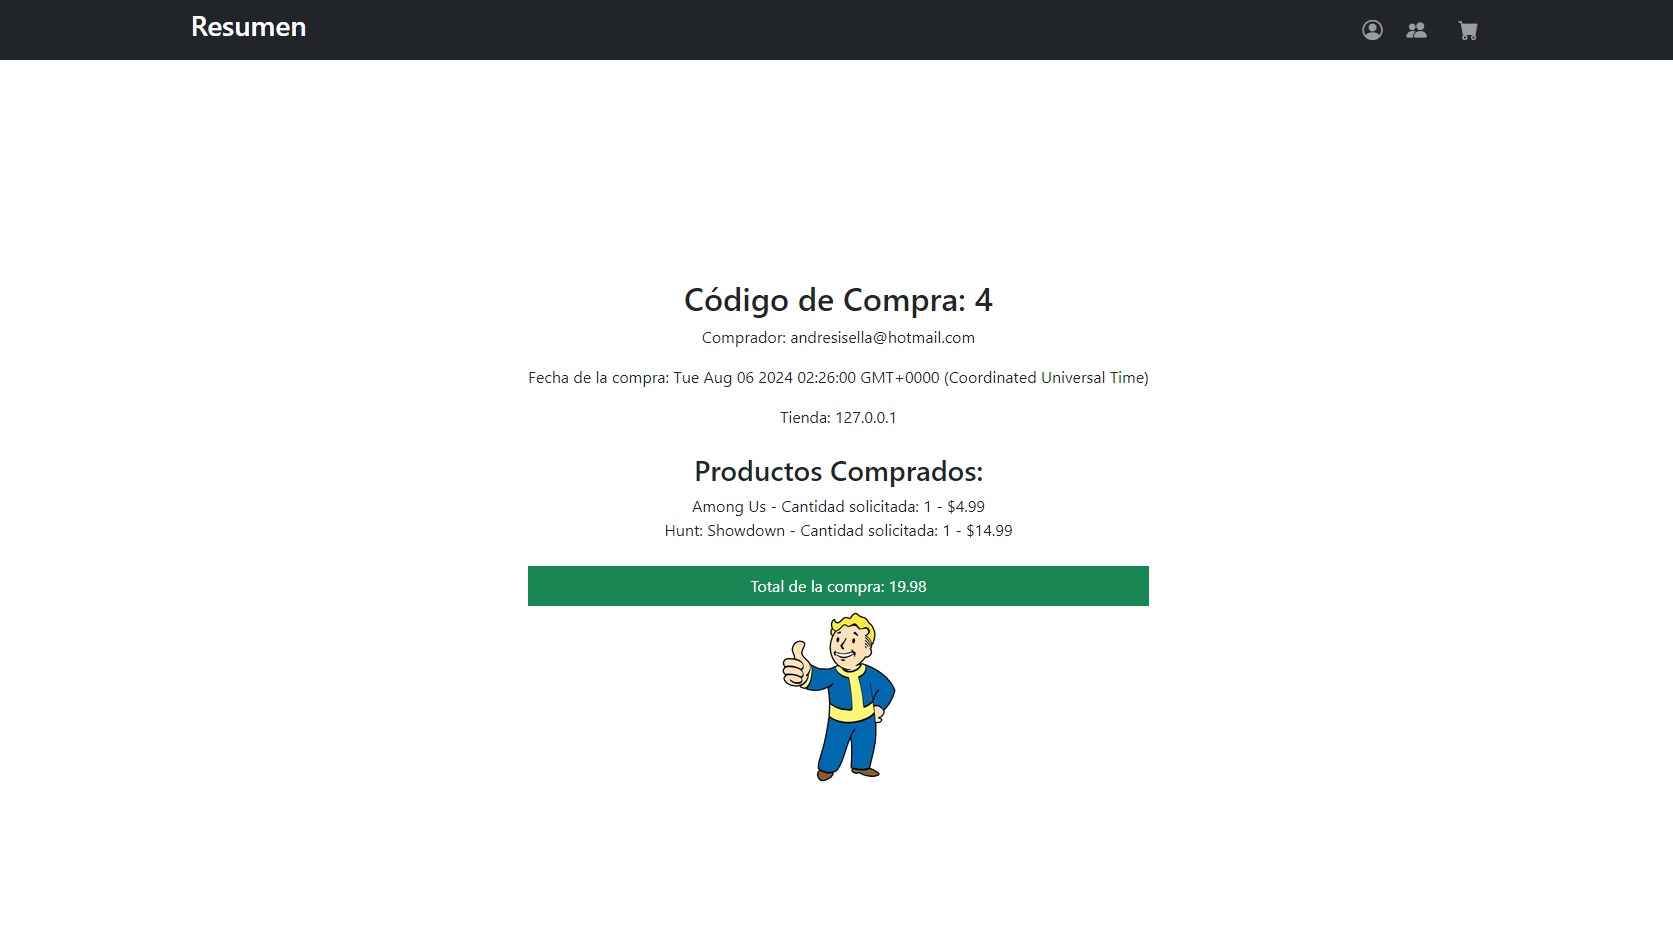 Resumen
Código de Compra: 4
Comprador: andresisella@hotmail.com
Fecha de la compra: Tue Aug 06 2024 02:26:00 GMT+0000 (Coordinated Universal Time)
Tienda: 127.0.0.1
Productos Comprados:
Among Us - Cantidad solicitada: 1 - $4.99
Hunt: Showdown - Cantidad solicitada: 1 - $14.99
Total de la compra: 19.98